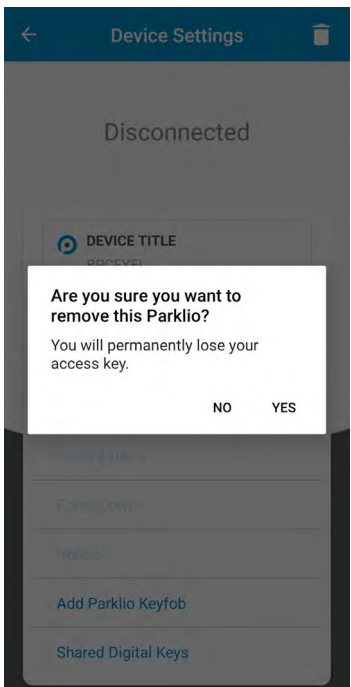 Device Settings
Disconnected
DEVICE TITLE
Are you sure you want to
remove this Parklio?
You will permanently lose your
access key.
NO YES
Add Parklio Keyfob
Shared Digital Keys